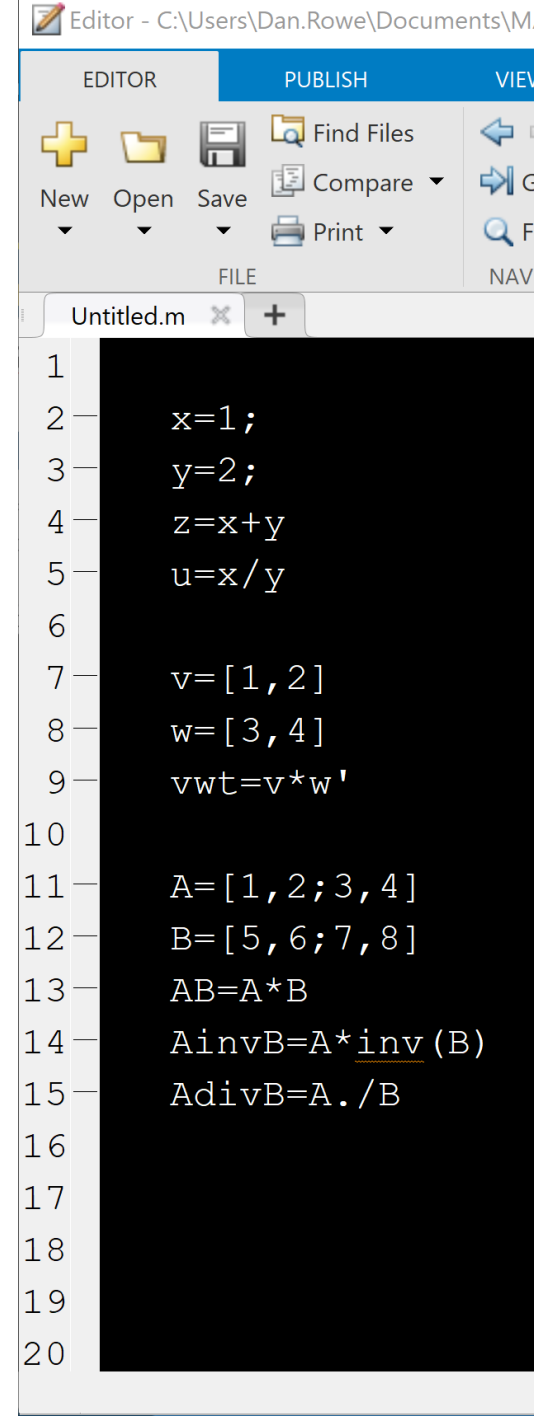 Editor - C:\Users\Dan.Rowe\Documents\
EDITOR PUBLISH
New Open Save Find Files
Compare
Print
FILE
Untitled.m
1
2 x=1;
3 y=2;
4 z=x+y
5 u=x/y
6
7 v=[1,2]
8 w=[3,4]
9 vwt=v*w'
10
11 A=[1,2;3,4]
12 B=[5,6;7,8]
13 AB=A*B
14 AinvB=A*inv(B)
15 AdivB=A./B
16
17
18
19
20